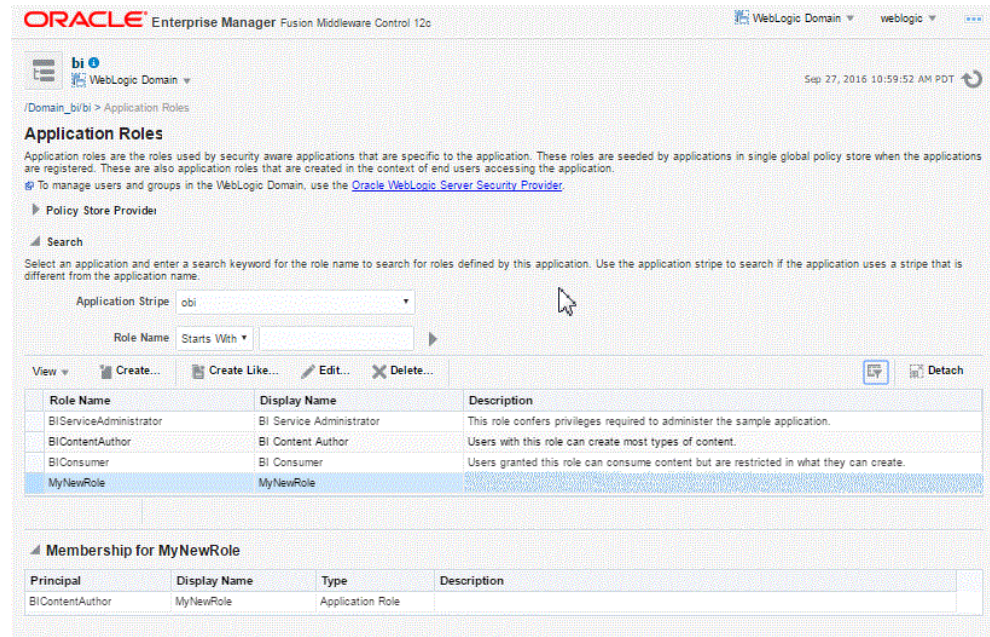 ORACLE Enterprise Manager Fusion Middleware Control 12c
WebLogic Domain weblogic
bi
WebLogic Domain
Sep 27, 2016 10:59:52 AM PDT
/Domain_bi/bi > Application Roles
Application Roles
Application roles are the roles used by security aware applications that are specific to the application. These roles are seeded by applications in single global policy store when the applications
are registered. These are also application roles that are created in the context of end users accessing the application.
To manage users and groups in the WebLogic Domain, use the Oracle WebLogic Server Security Provider.
Policy Store Provider
Search
Select an application and enter a search keyword for the role name to search for roles defined by this application. Use the application stripe to search if the application uses a stripe that is
different from the application name.
Application Stripe obi
Role Name Starts With
View Create... Create Like... Edit... Delete... Detach
Role Name Display Name Description
BIServiceAdministrator BI Service Administrator This role confers privileges required to administer the sample application.
BIContentAuthor BI Content Author Users with this role can create most types of content.
BIConsumer BI Consumer Users granted this role can consume content but are restricted in what they can create.
MyNewRole MyNewRole
Membership for MyNewRole
Principal Display Name Type Description
BIContentAuthor MyNewRole Application Role